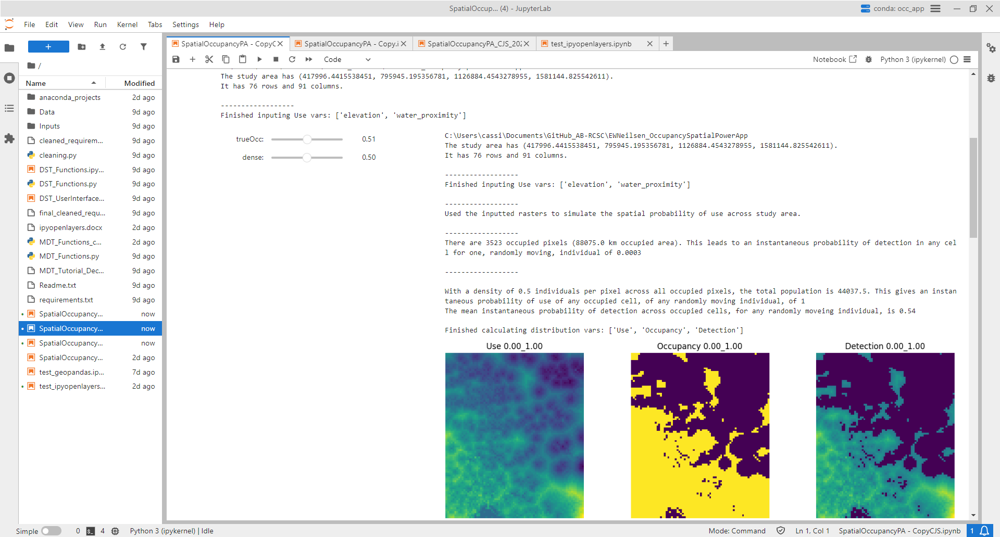 SpatialOccup... (4) - JupyterLab
conda: occ_app
File Edit View Run Kernel Tabs Settings Help
SpatialOccupancyPA - CopyC
SpatialOccupancyPA - Copy.i
SpatialOccupancyPA_CJS_202
test_ipyopenlayers.ipynb
Code
Notebook
Python 3 (ipykernel)
/
Name Modified
anaconda_projects 2d ago
Data 9d ago
Inputs 9d ago
cleaned_requirem... 9d ago
cleaning.py 9d ago
DST_Functions.ipy... 9d ago
DST_Functions.py 9d ago
DST_UserInterface... 9d ago
final_cleaned_requ... 9d ago
ipyopenlayers.docx 2d ago
MDT_Functions_c... 2d ago
MDT_Functions.py 9d ago
MDT_Tutorial_Dec... 9d ago
Readme.txt 9d ago
requirements.txt 9d ago
SpatialOccupancy... now
SpatialOccupancy... now
SpatialOccupancy... now
SpatialOccupancy... 2d ago
test_geopandas.ip... 7d ago
test_ipyopenlayers... 2d ago
The study area has (417996.4415538451, 795945.195356781, 1126884.4543278955, 1581144.825542611).
It has 76 rows and 91 columns.
------------------
Finished inputing Use vars: ['elevation', 'water_proximity']
trueOcc: 0.51
dense: 0.50
C:\Users\cassi\Documents\GitHub_AB-RCSC\EWNeilsen_OccupancySpatialPowerApp
The study area has (417996.4415538451, 795945.195356781, 1126884.4543278955, 1581144.825542611).
It has 76 rows and 91 columns.
------------------
Finished inputing Use vars: ['elevation', 'water_proximity']
------------------
Used the inputted rasters to simulate the spatial probability of use across study area.
------------------
There are 3523 occupied pixels (88075.0 km occupied area). This leads to an instantaneous probability of detection in any cel
l for one, randomly moving, individual of 0.0003
------------------
With a density of 0.5 individuals per pixel across all occupied pixels, the total population is 44037.5. This gives an instan
taneous probability of use of any occupied cell, of any randomly moving individual, of 1
The mean instantaneous probability of detection across occupied cells, for any randomly moveing individual, is 0.54
Finished calculating distribution vars: ['Use', 'Occupancy', 'Detection']
Use 0.00_1.00
Occupancy 0.00_1.00
Detection 0.00_1.00
Simple 0 4 Python 3 (ipykernel) | Idle
Mode: Command Ln 1, Col 1 SpatialOccupancyPA - CopyCJS.ipynb 1